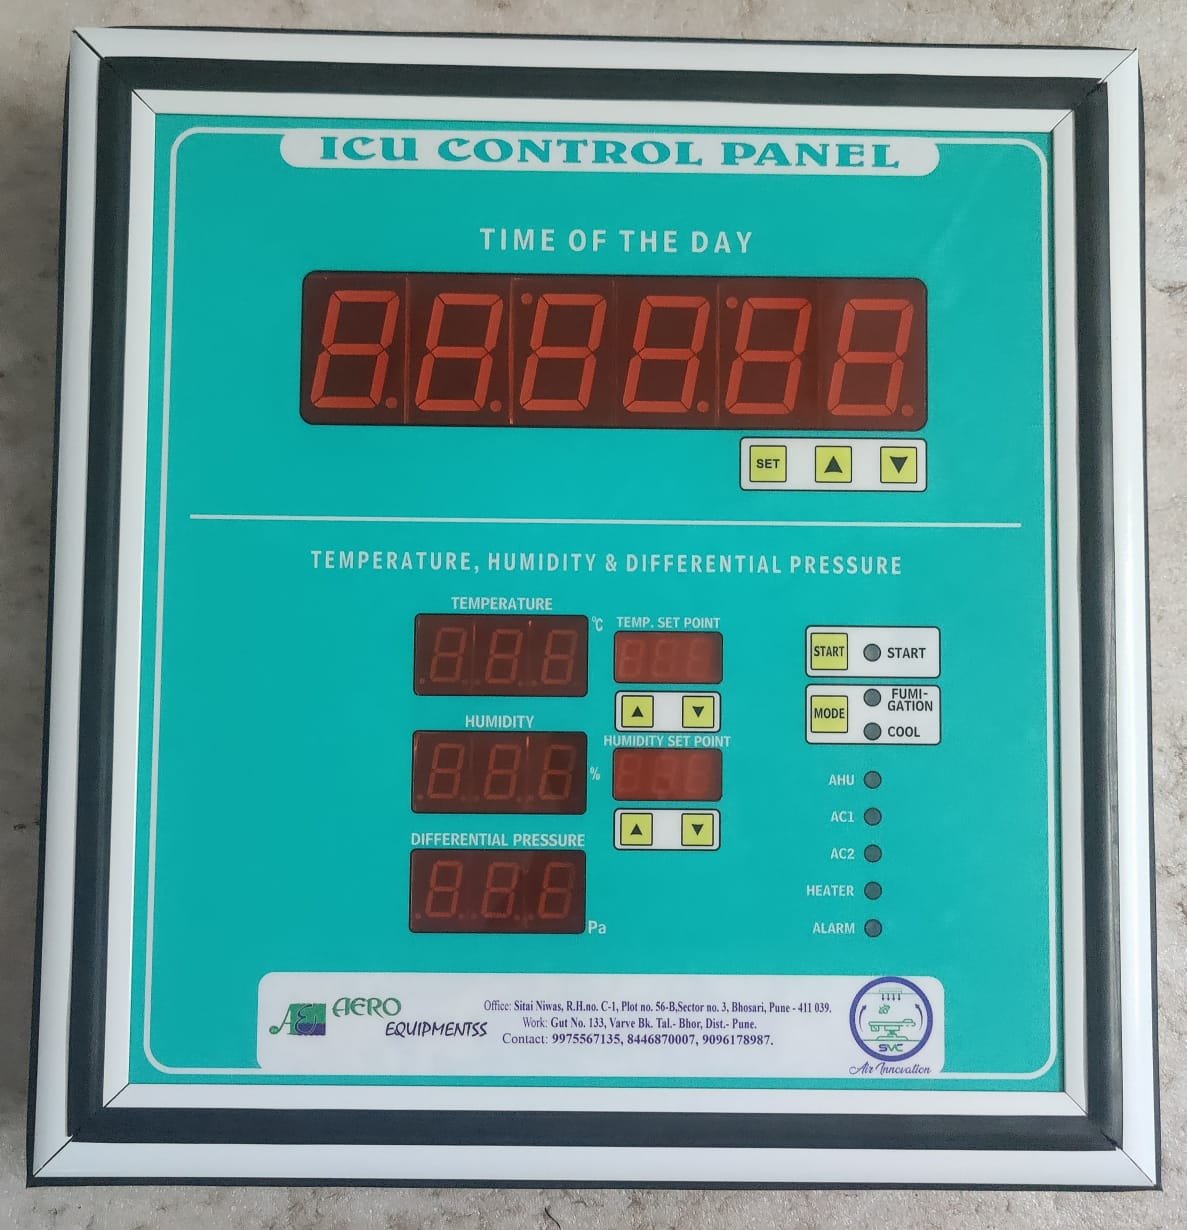 ICU CONTROL PANEL
TIME OF THE DAY
SET ▲ ▼
TEMPERATURE, HUMIDITY & DIFFERENTIAL PRESSURE
TEMPERATURE
°C
TEMP. SET POINT
▲ ▼
START START
MODE
FUMI-
GATION
COOL
HUMIDITY
%
HUMIDITY SET POINT
▲ ▼
AHU
AC1
AC2
HEATER
ALARM
DIFFERENTIAL PRESSURE
Pa
AE AERO
EQUIPMENTSS
Office: Sitai Niwas, R.H.no. C-1, Plot no. 56-B,Sector no. 3, Bhosari, Pune - 411 039.
Work: Gut No. 133, Varve Bk. Tal.- Bhor, Dist.- Pune.
Contact: 9975567135, 8446870007, 9096178987.
SVC
Air Innovation